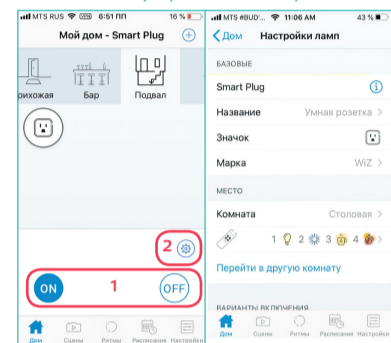 MTS RUS VPN 6:51 ПП 16 %
Мой дом - Smart Plug
рихожая Бар Подвал
2
ON 1 OFF
Дом Сцены Ритмы Расписания Настройки
MTS #BUD'... 11:06 AM 43 %
Дом Настройки ламп
БАЗОВЫЕ
Smart Plug
Название Умная розетка
Значок
Марка WiZ
МЕСТО
Комната Столовая
1 2 3 4
Перейти в другую комнату
ВАРИАНТЫ ВКЛЮЧЕНИЯ
Дом Сцены Ритмы Расписания Настройки